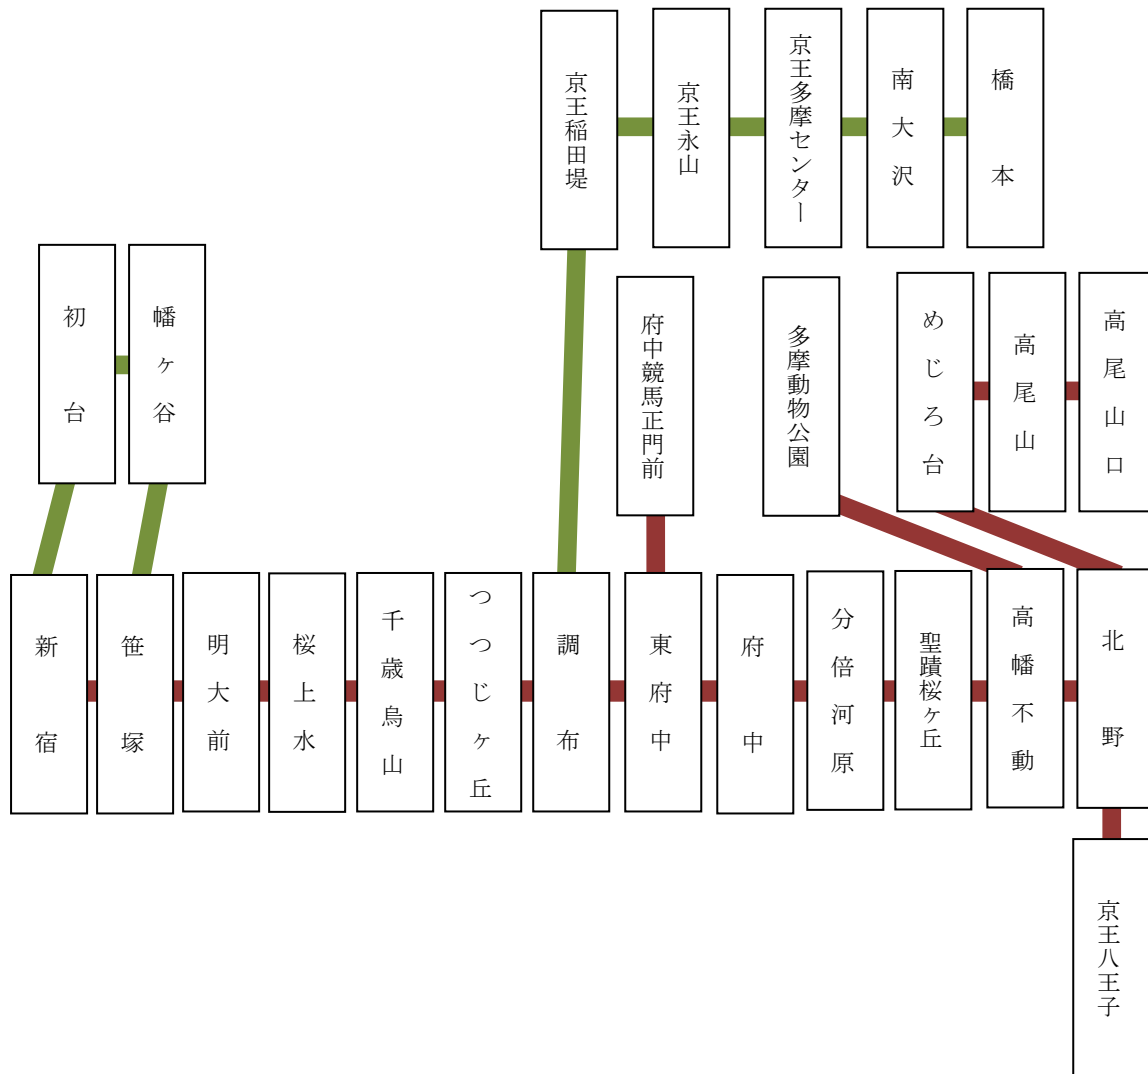 京王稲田堤
京王永山
京王多摩センター
南大沢
橋本
初台
幡ヶ谷
府中競馬正門前
多摩動物公園
めじろ台
高尾山
高尾山口
新宿
笹塚
明大前
桜上水
千歳烏山
つつじヶ丘
調布
東府中
府中
分倍河原
聖蹟桜ヶ丘
高幡不動
北野
京王八王子